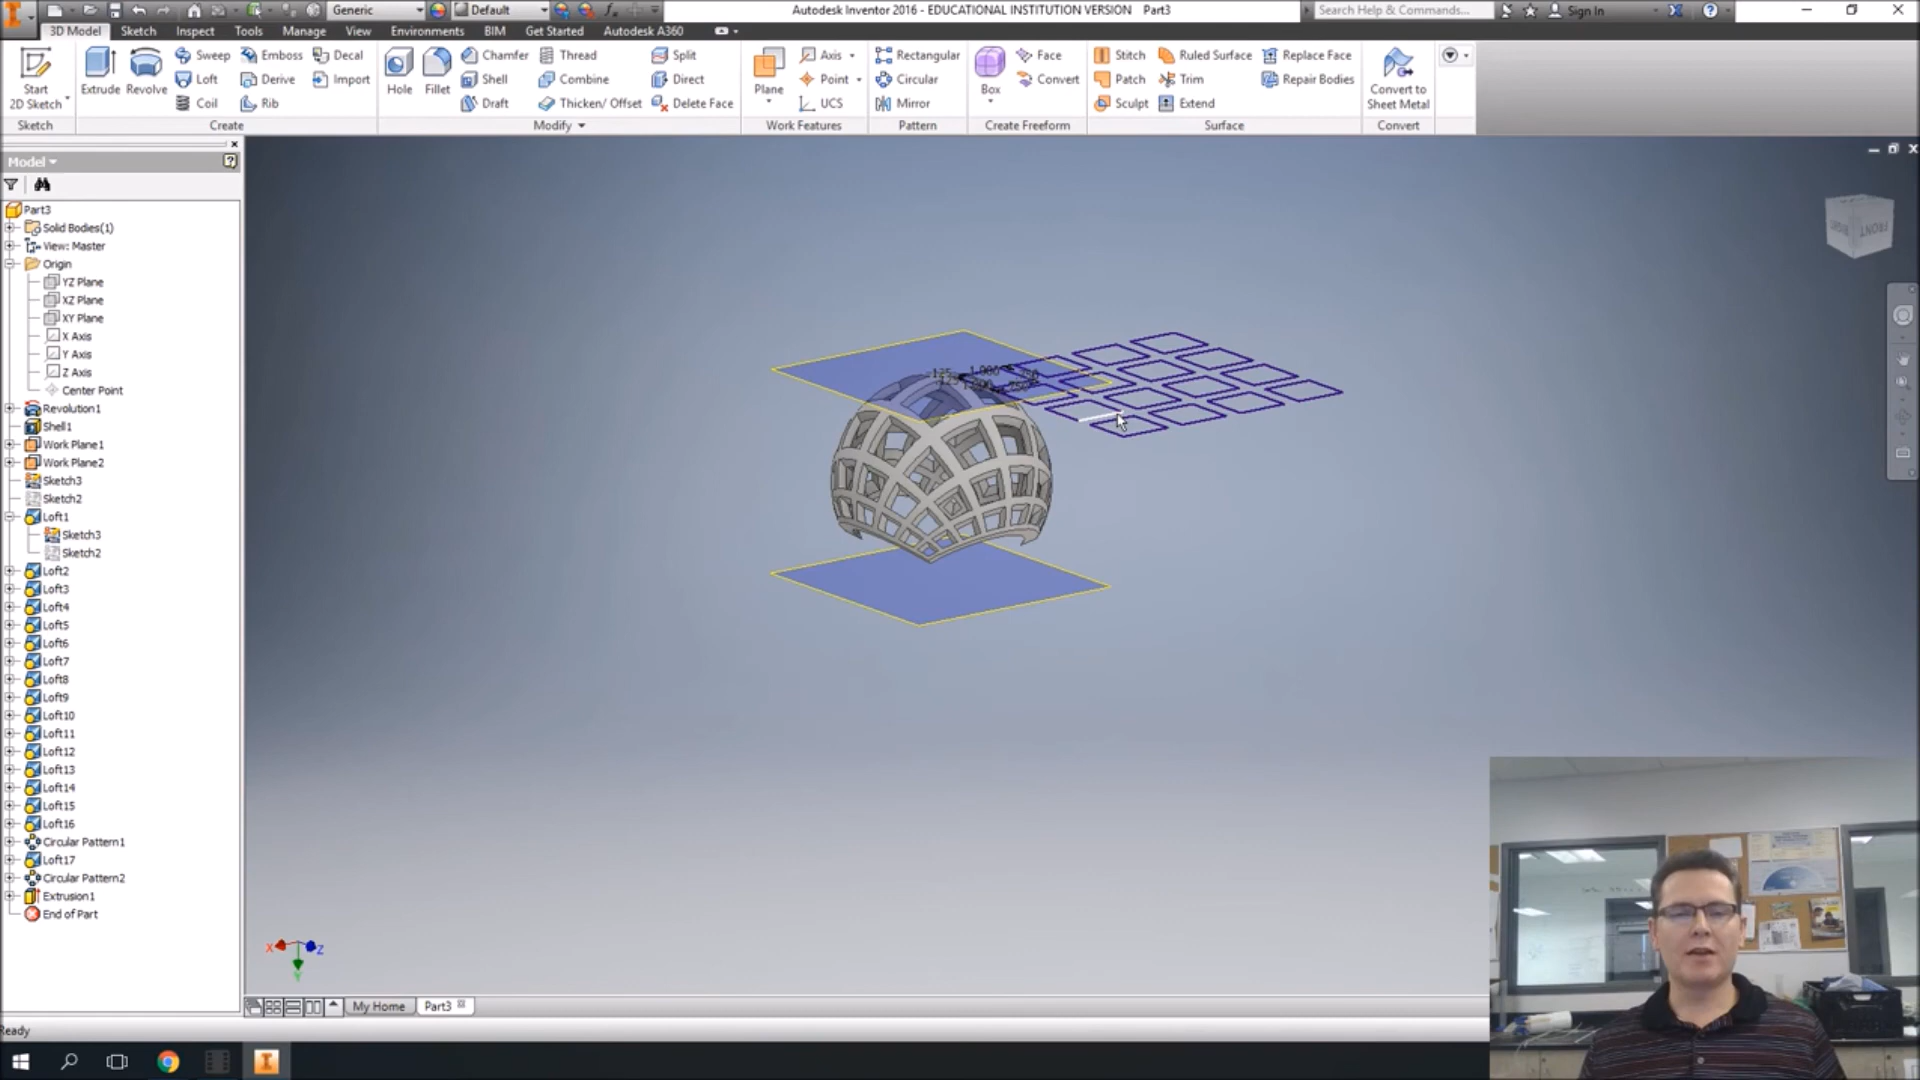 Generic
Default
Autodesk Inventor 2016 - EDUCATIONAL INSTITUTION VERSION Part3
Search Help & Commands...
Sign In
3D Model Sketch Inspect Tools Manage View Environments BIM Get Started Autodesk A360
Start
2D Sketch
Extrude
Revolve
Sweep
Loft
Coil
Emboss
Derive
Rib
Decal
Import
Hole
Fillet
Chamfer
Shell
Draft
Thread
Combine
Thicken/ Offset
Split
Direct
Delete Face
Plane
Axis
Point
UCS
Rectangular
Circular
Mirror
Box
Face
Convert
Stitch
Patch
Sculpt
Ruled Surface
Trim
Extend
Replace Face
Repair Bodies
Convert to
Sheet Metal
Sketch Create Modify Work Features Pattern Create Freeform Surface Convert
Model
Part3
Solid Bodies(1)
View: Master
Origin
YZ Plane
XZ Plane
XY Plane
X Axis
Y Axis
Z Axis
Center Point
Revolution1
Shell1
Work Plane1
Work Plane2
Sketch3
Sketch2
Loft1
Sketch3
Sketch2
Loft2
Loft3
Loft4
Loft5
Loft6
Loft7
Loft8
Loft9
Loft10
Loft11
Loft12
Loft13
Loft14
Loft15
Loft16
Circular Pattern1
Loft17
Circular Pattern2
Extrusion1
End of Part
RIGHT
FRONT
X
Z
Y
My Home
Part3
Ready